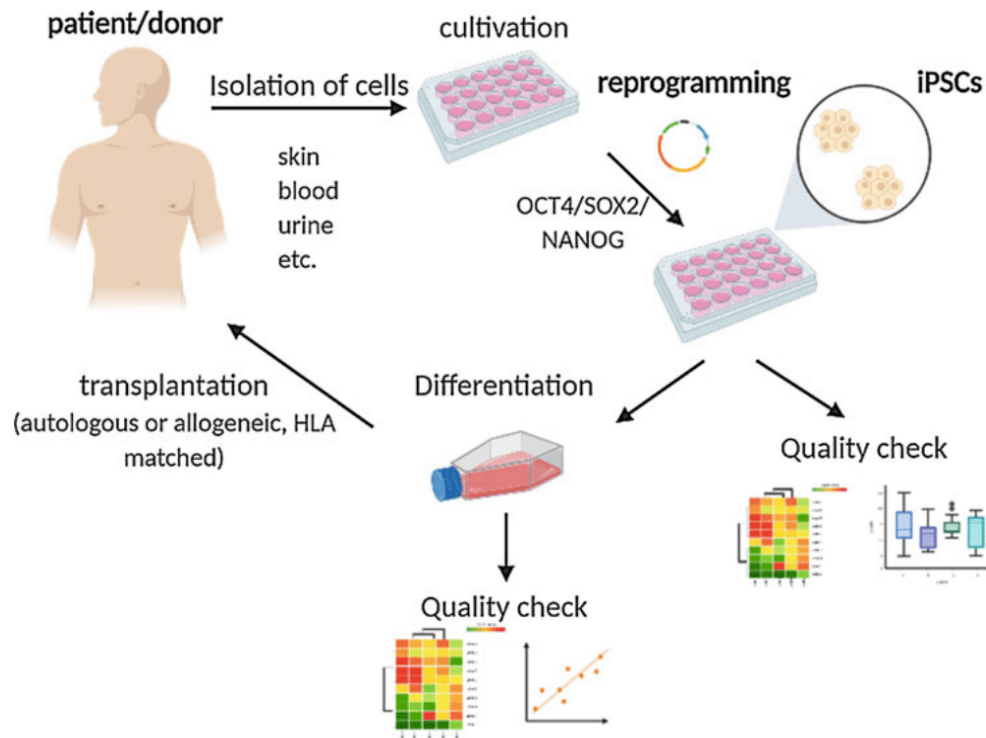 patient/donor
cultivation
Isolation of cells
reprogramming
iPSCs
skin
blood
urine
etc.
OCT4/SOX2/
NANOG
transplantation
(autologous or allogeneic, HLA
matched)
Differentiation
Quality check
Quality check